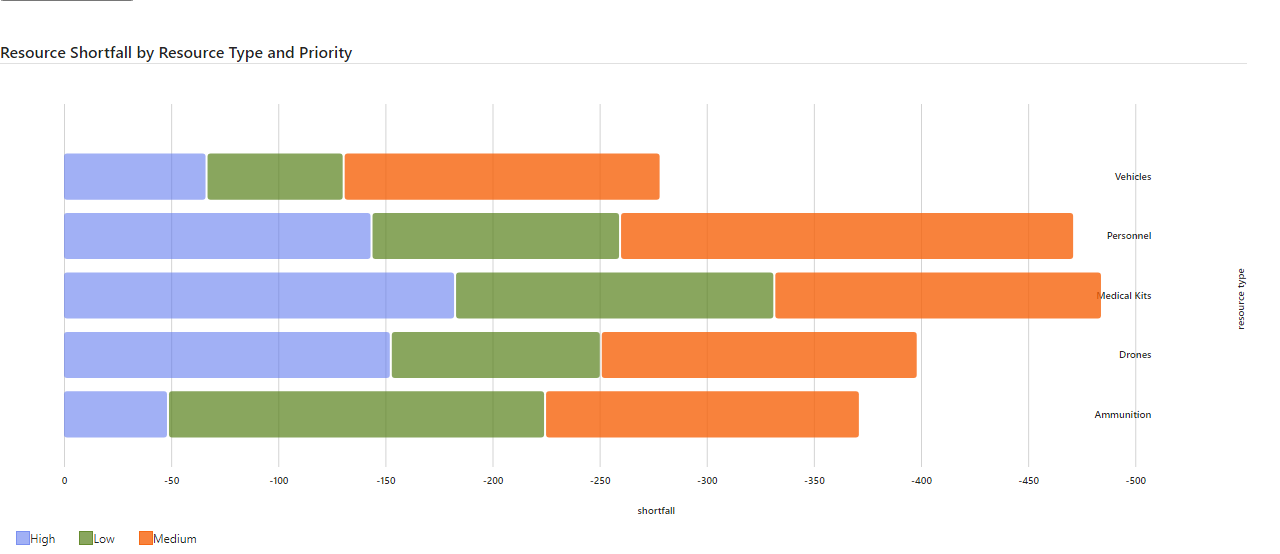 Resource Shortfall by Resource Type and Priority
Vehicles
Personnel
Medical Kits
Drones
Ammunition
resource type
0 -50 -100 -150 -200 -250 -300 -350 -400 -450 -500
shortfall
High Low Medium